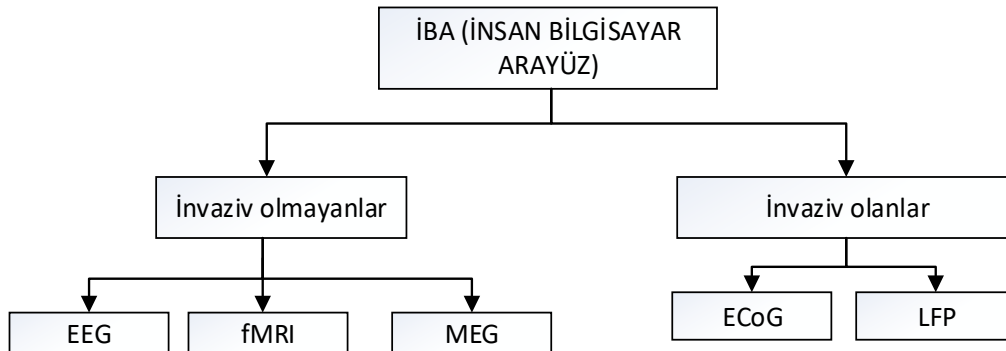 İBA (İNSAN BİLGİSAYAR
ARAYÜZ)
İnvaziv olmayanlar
İnvaziv olanlar
EEG
fMRI
MEG
ECoG
LFP